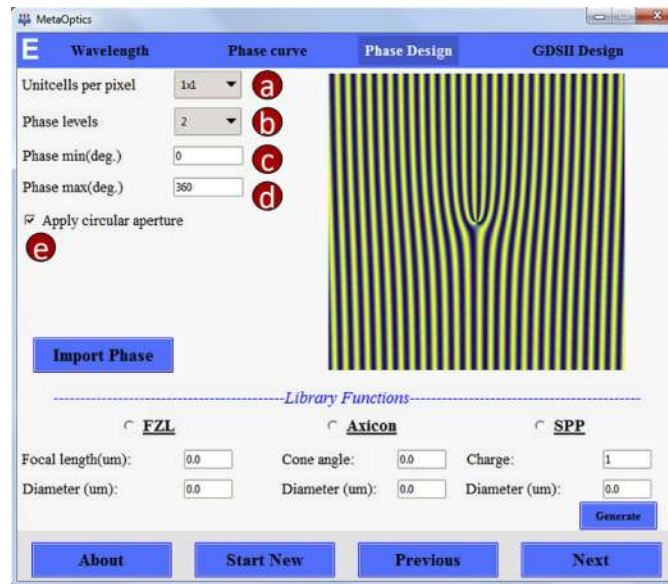 MetaOptics
E Wavelength Phase curve Phase Design GDSII Design
Unitcells per pixel 1x1 a
Phase levels 2 b
Phase min(deg.) 0 c
Phase max(deg.) 360 d
Apply circular aperture
e
Import Phase
Library Functions
FZL Axicon SPP
Focal length(um): 0.0 Cone angle: 0.0 Charge: 1
Diameter (um): 0.0 Diameter (um): 0.0 Diameter (um): 0.0
Generate
About Start New Previous Next